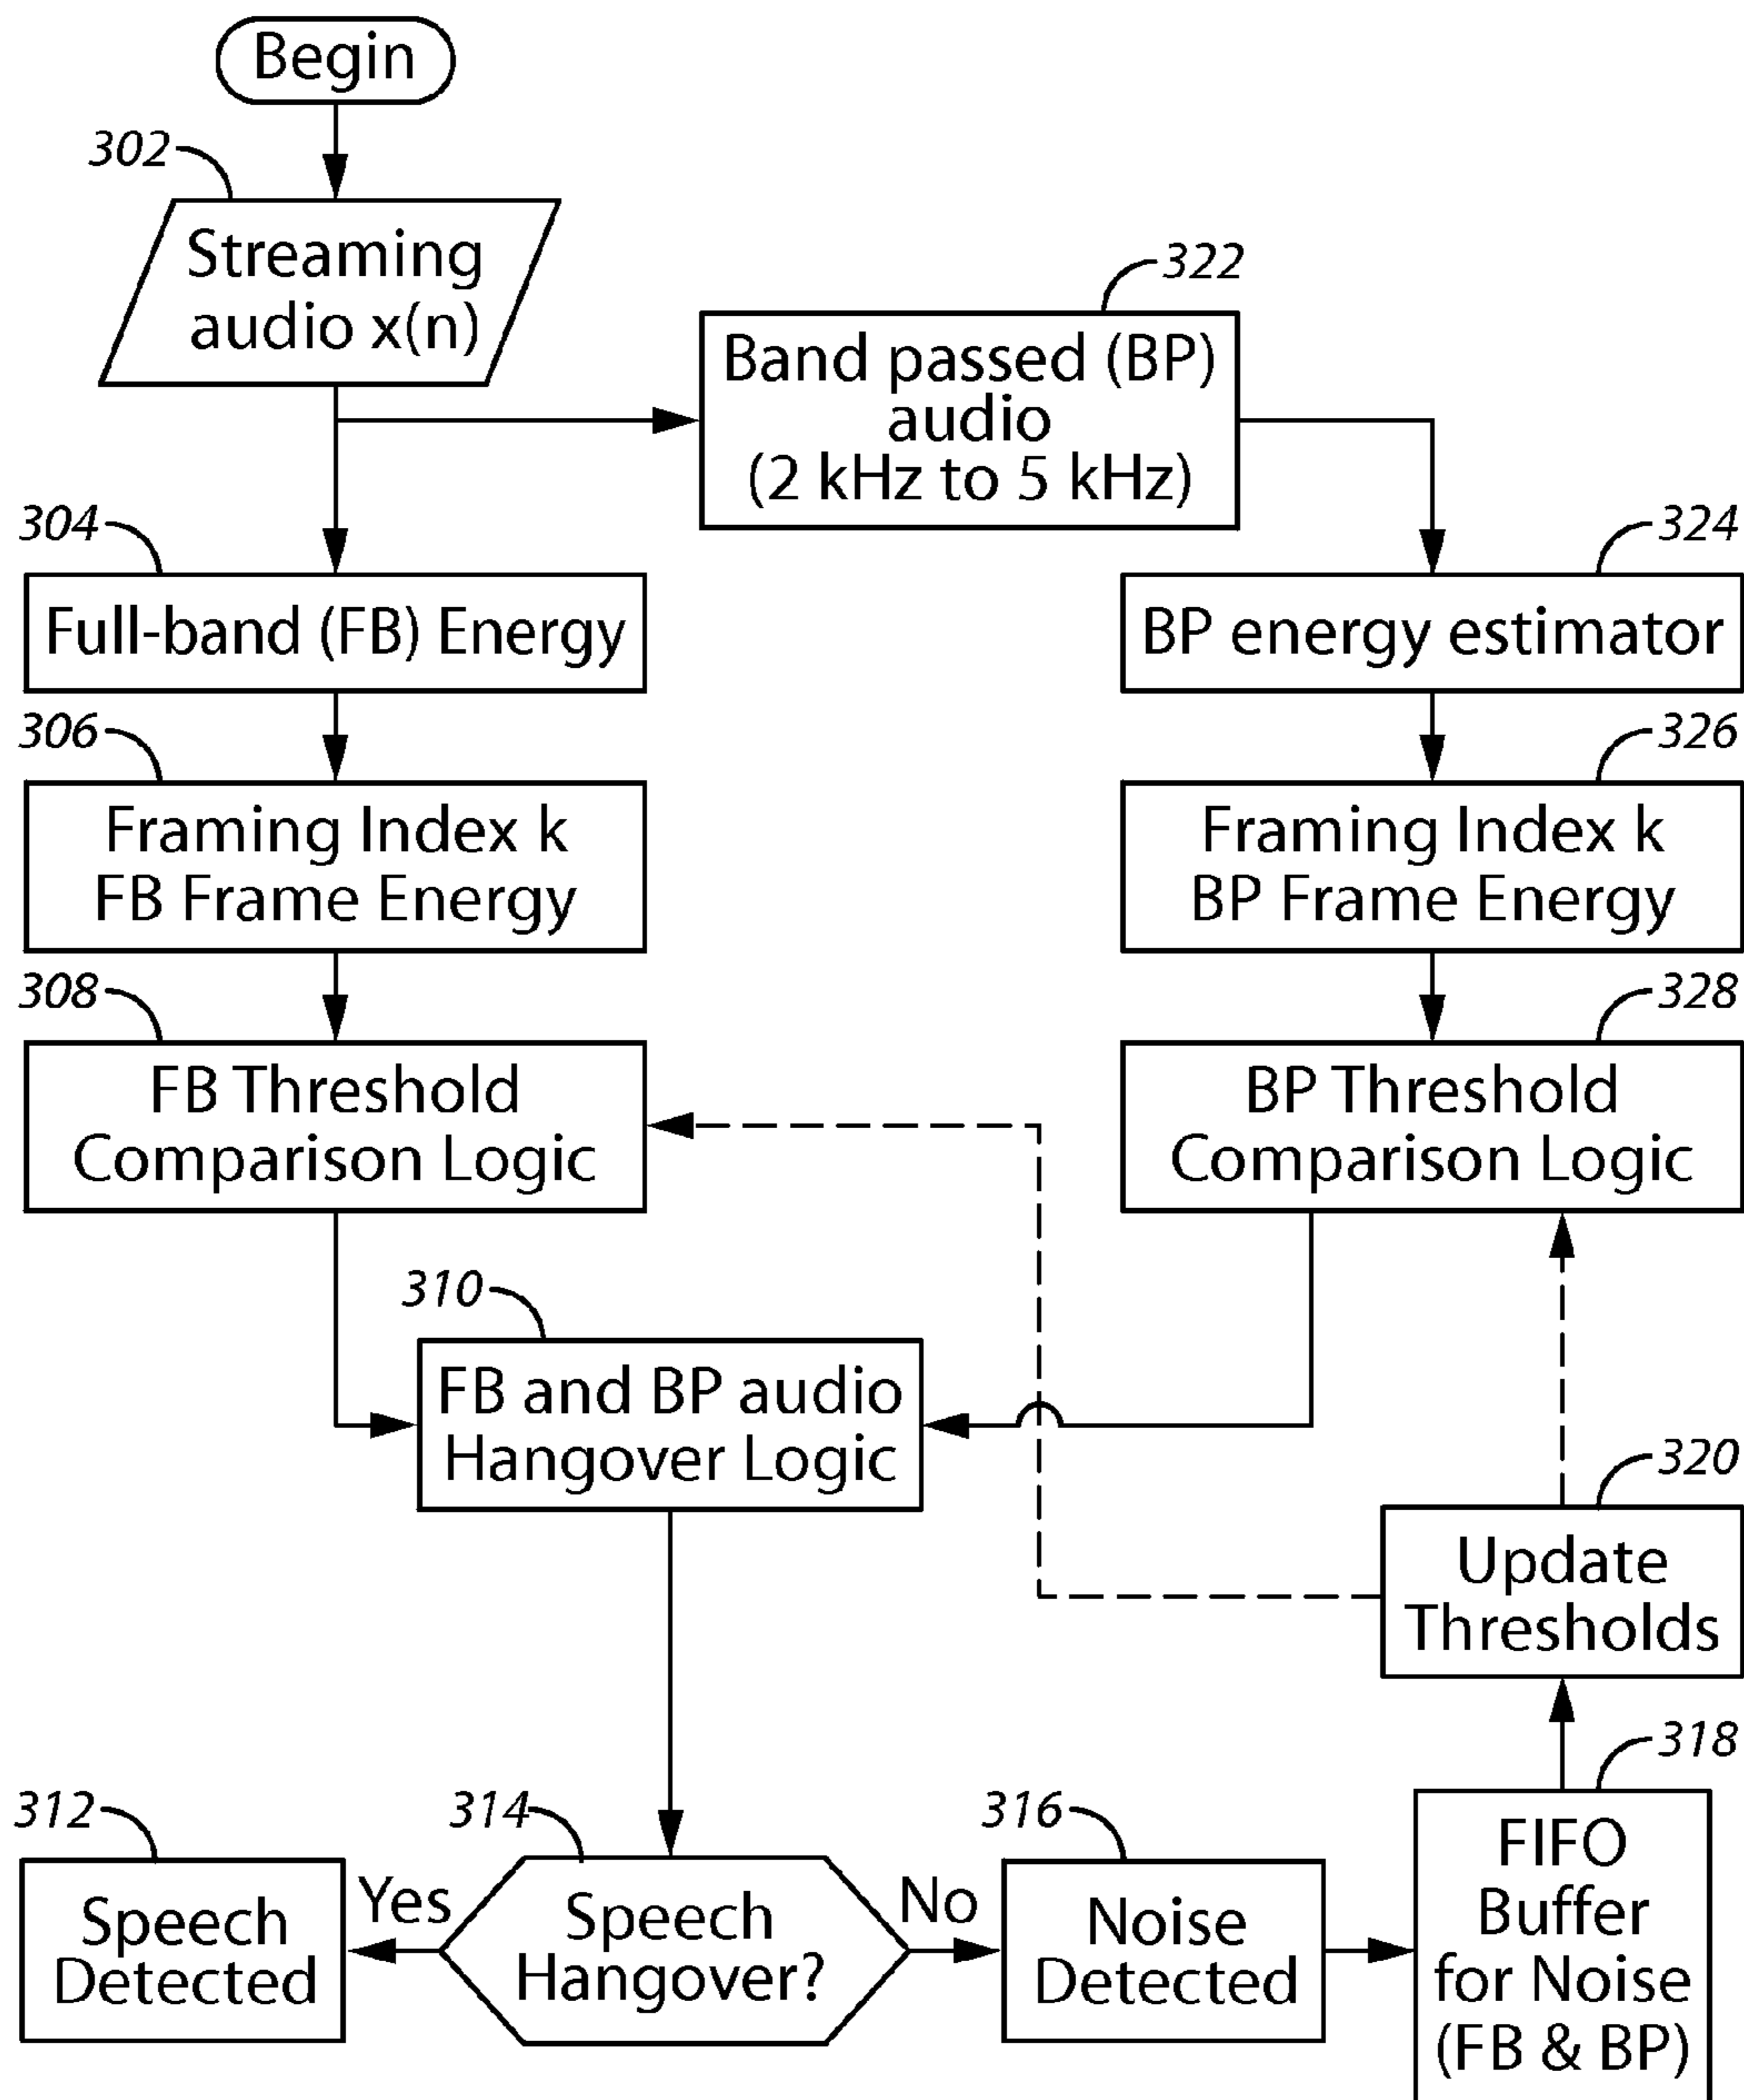 Begin
302
Streaming
audio x(n)
322
Band passed (BP)
audio
(2 kHz to 5 kHz)
304
Full-band (FB) Energy
324
BP energy estimator
306
Framing Index k
FB Frame Energy
326
Framing Index k
BP Frame Energy
308
FB Threshold
Comparison Logic
328
BP Threshold
Comparison Logic
310
FB and BP audio
Hangover Logic
320
Update
Thresholds
312
Speech
Detected
Yes
314
Speech
Hangover?
No
316
Noise
Detected
318
FIFO
Buffer
for Noise
(FB & BP)